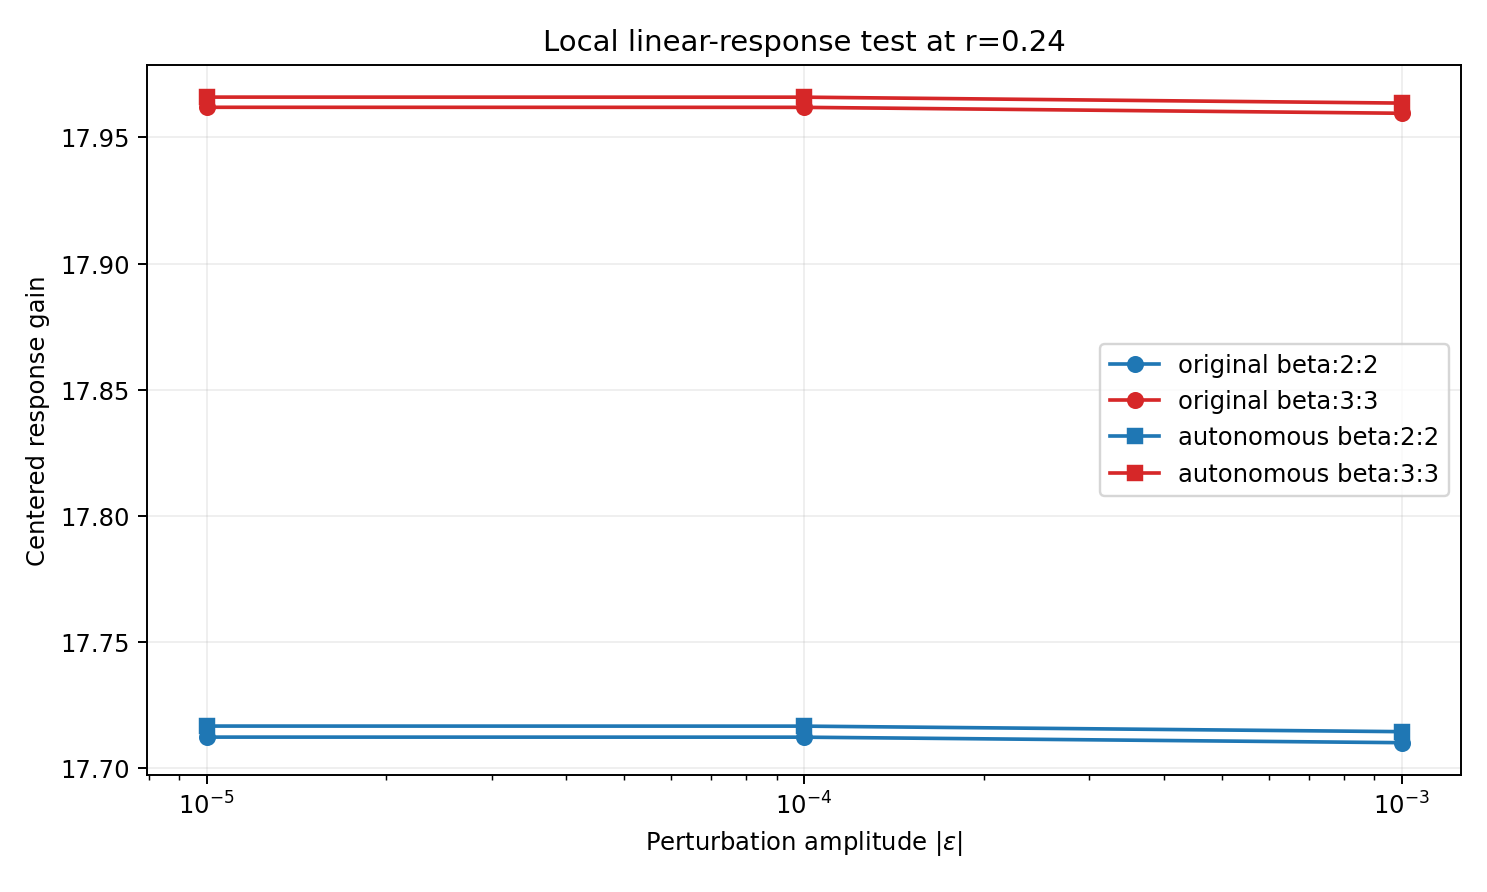 Local linear-response test at r=0.24
Centered response gain
17.95
17.90
17.85
17.80
17.75
17.70
original beta:2:2
original beta:3:3
autonomous beta:2:2
autonomous beta:3:3
10⁻⁵
10⁻⁴
10⁻³
Perturbation amplitude |ε|